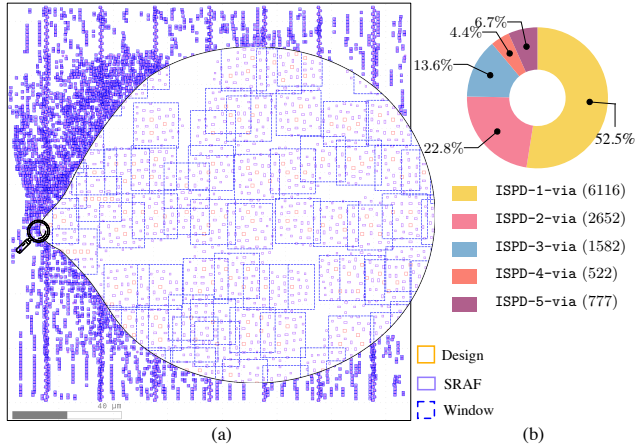 6.7%
4.4%
13.6%
22.8%
52.5%
ISPD-1-via (6116)
ISPD-2-via (2652)
ISPD-3-via (1582)
ISPD-4-via (522)
ISPD-5-via (777)
Design
SRAF
Window
40 μm
(a)
(b)